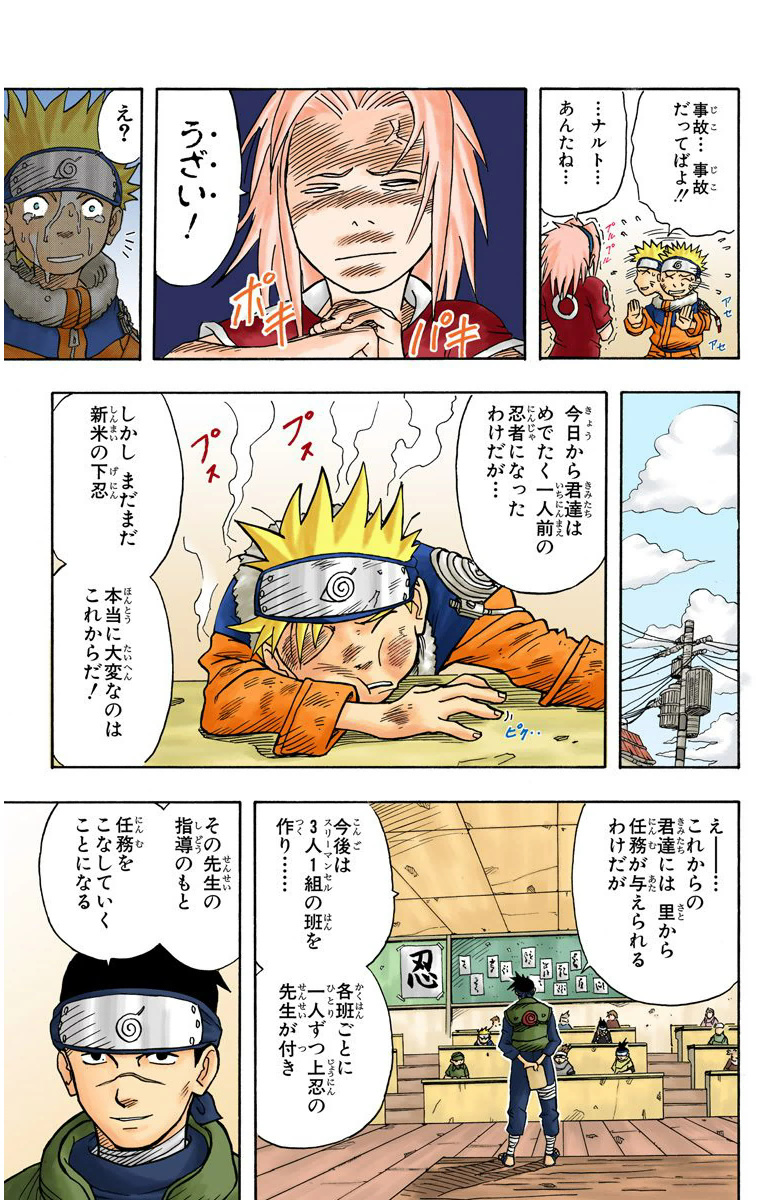 事故…事故
だってばよ!!
…ナルト…
あんたね…
プルプル
アセ
アセ
うざい!
ポキ
パキ
え?
今日から君達は
めでたく一人前の
忍者になった
わけだが…
プス
プス
ピク‥
しかし まだまだ
新米の下忍
本当に大変なのは
これからだ!
えー…
これからの
君達には 里から
任務が与えられる
わけだが
忍
今後は
3人1組の班を
作り……
各班ごとに
一人ずつ上忍の
先生が付き
その先生の
指導のもと
任務を
こなしていく
ことになる